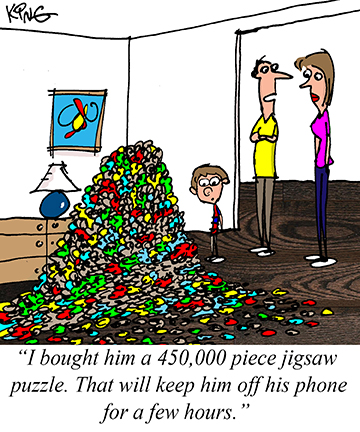 KING
“I bought him a 450,000 piece jigsaw
puzzle. That will keep him off his phone
for a few hours.”